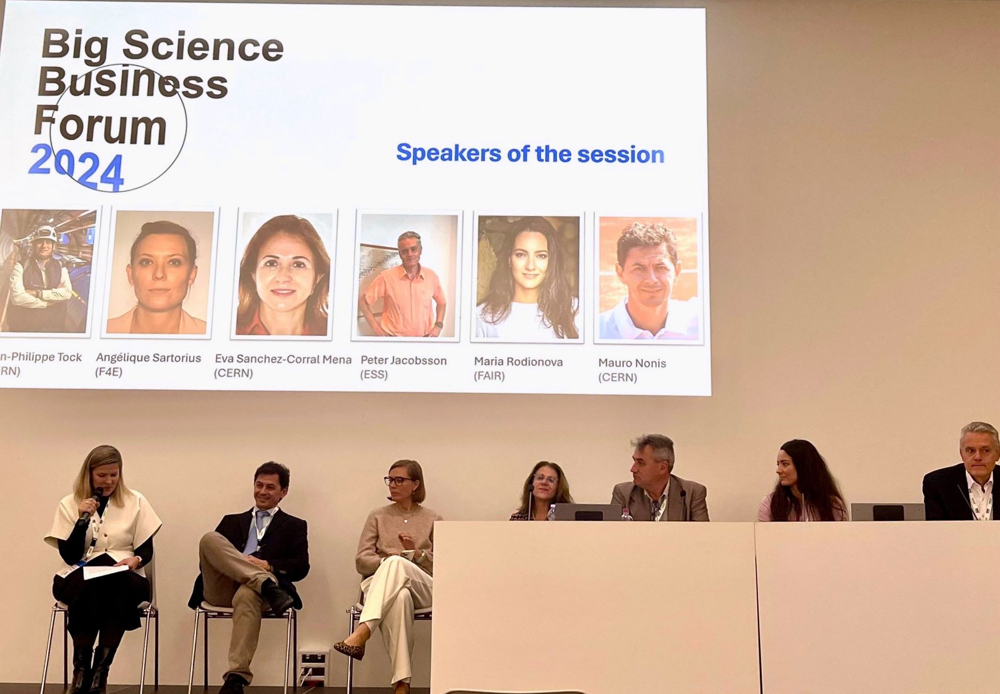 Big Science
Business
Forum
2024
Speakers of the session
n-Philippe Tock
RN)
Angélique Sartorius
(F4E)
Eva Sanchez-Corral Mena
(CERN)
Peter Jacobsson
(ESS)
Maria Rodionova
(FAIR)
Mauro Nonis
(CERN)